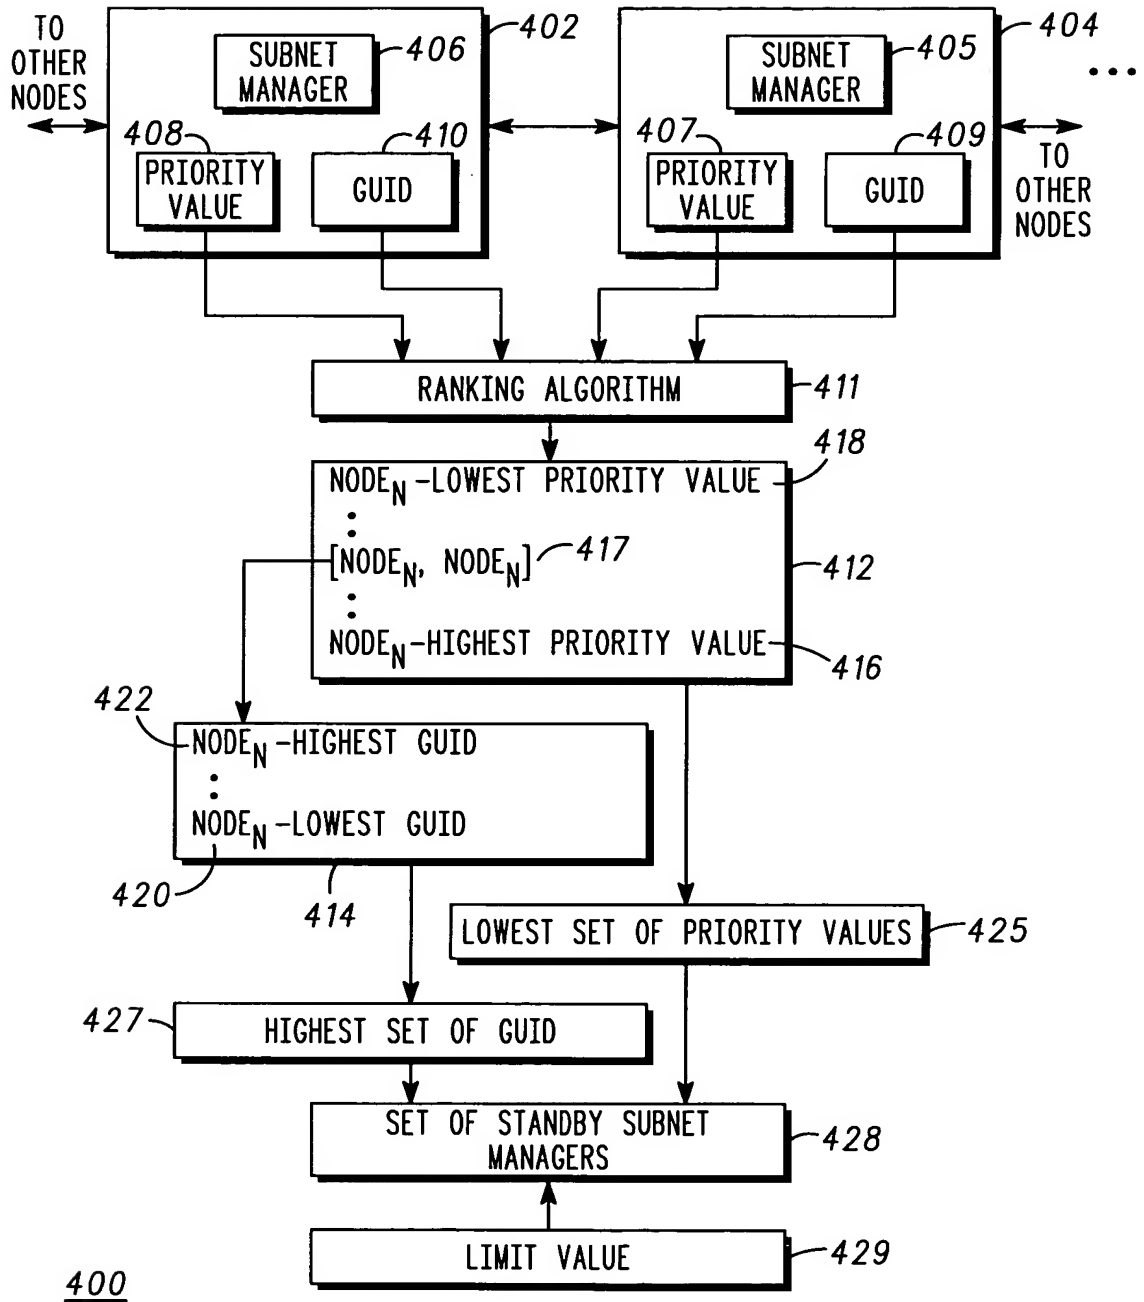 TO
OTHER
NODES
402
SUBNET
MANAGER
406
408
PRIORITY
VALUE
410
GUID
404
SUBNET
MANAGER
405
407
PRIORITY
VALUE
409
GUID
...
TO
OTHER
NODES
RANKING ALGORITHM
411
NODEN-LOWEST PRIORITY VALUE
418
[NODEN, NODEN]
417
412
NODEN-HIGHEST PRIORITY VALUE
416
422
NODEN-HIGHEST GUID
NODEN-LOWEST GUID
420
414
LOWEST SET OF PRIORITY VALUES
425
427
HIGHEST SET OF GUID
SET OF STANDBY SUBNET
MANAGERS
428
LIMIT VALUE
429
400